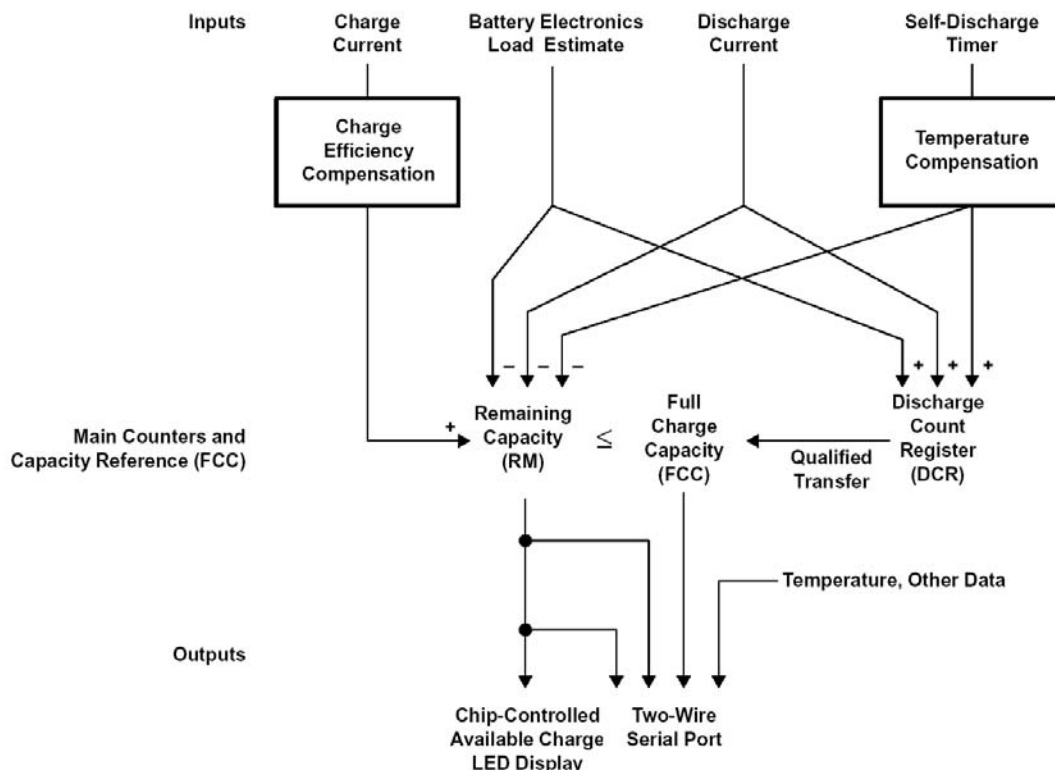 Inputs
Charge
Current
Battery Electronics
Load Estimate
Discharge
Current
Self-Discharge
Timer
Charge
Efficiency
Compensation
Temperature
Compensation
– – –
+ + +
Main Counters and
Capacity Reference (FCC)
+
Remaining
Capacity
(RM)
≤
Full
Charge
Capacity
(FCC)
Qualified
Transfer
Discharge
Count
Register
(DCR)
Temperature, Other Data
Outputs
Chip-Controlled
Available Charge
LED Display
Two-Wire
Serial Port